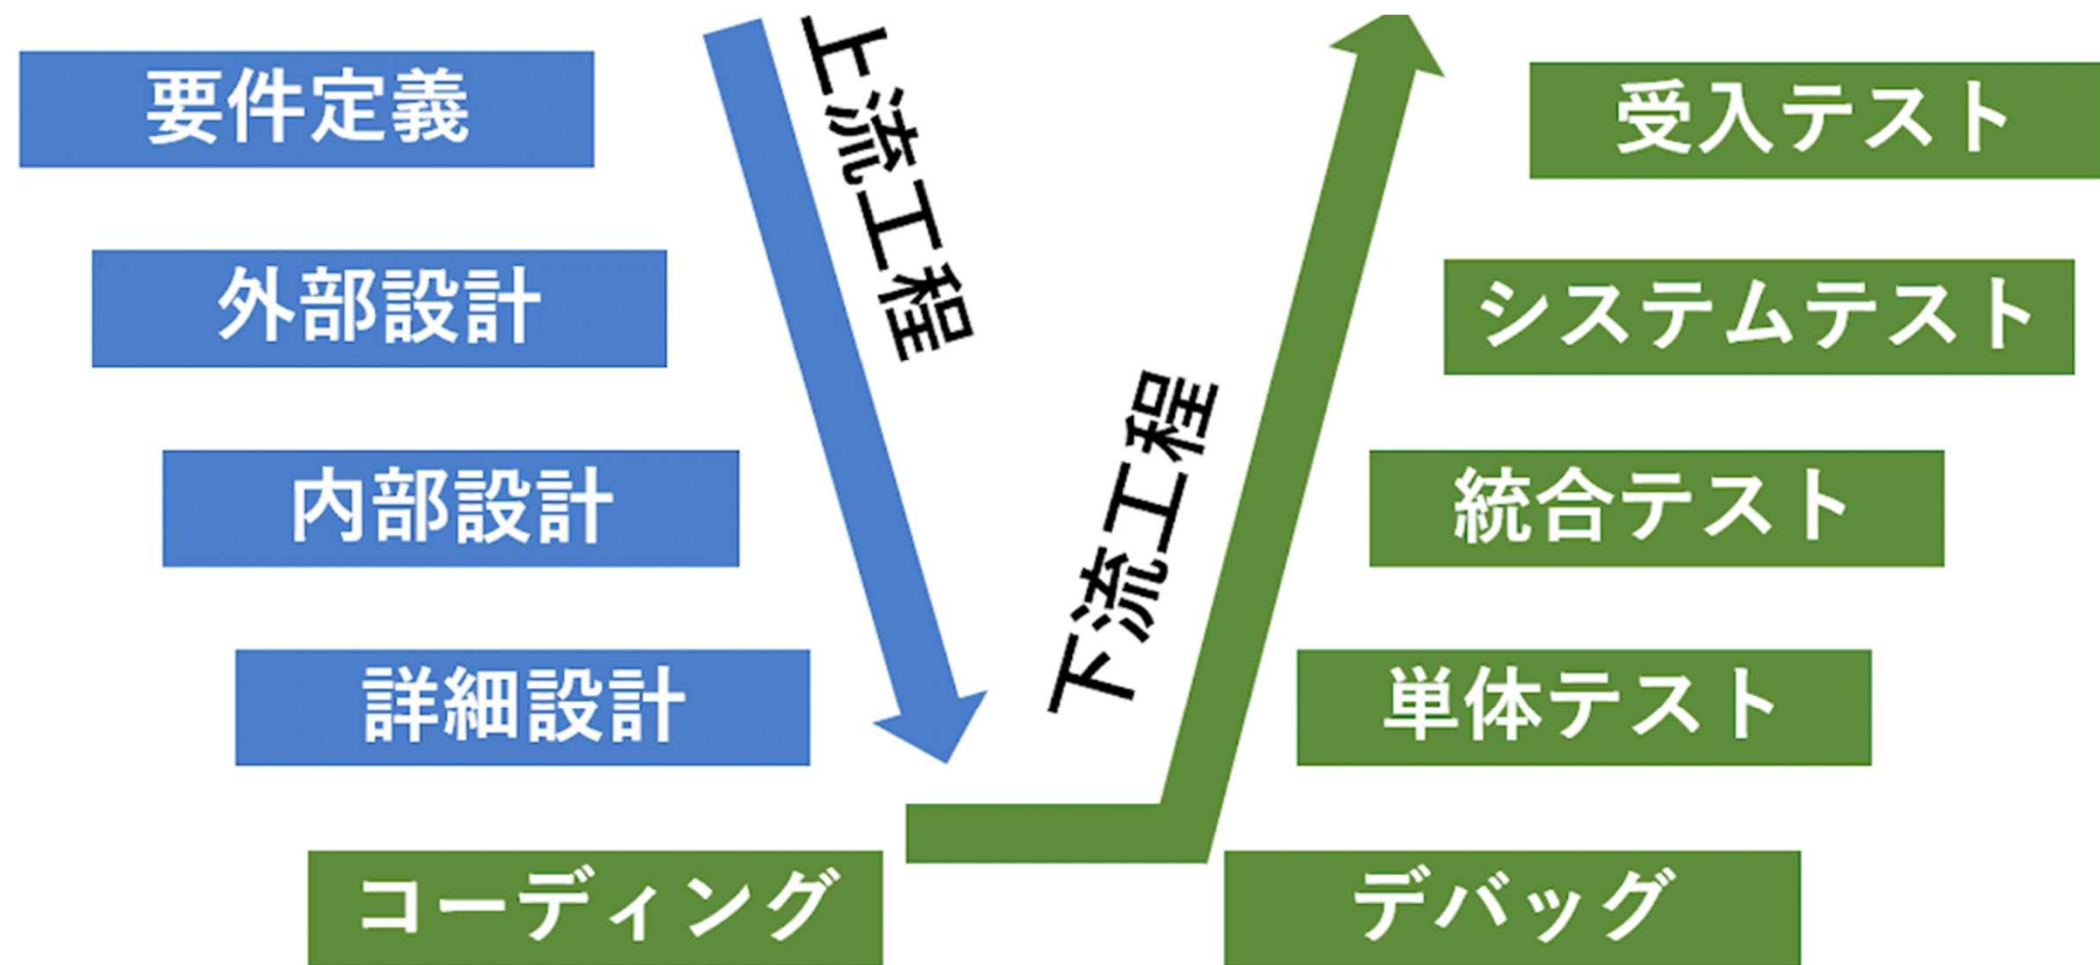 要件定義
外部設計
内部設計
詳細設計
コーディング
上流工程
下流工程
受入テスト
システムテスト
統合テスト
単体テスト
デバッグ